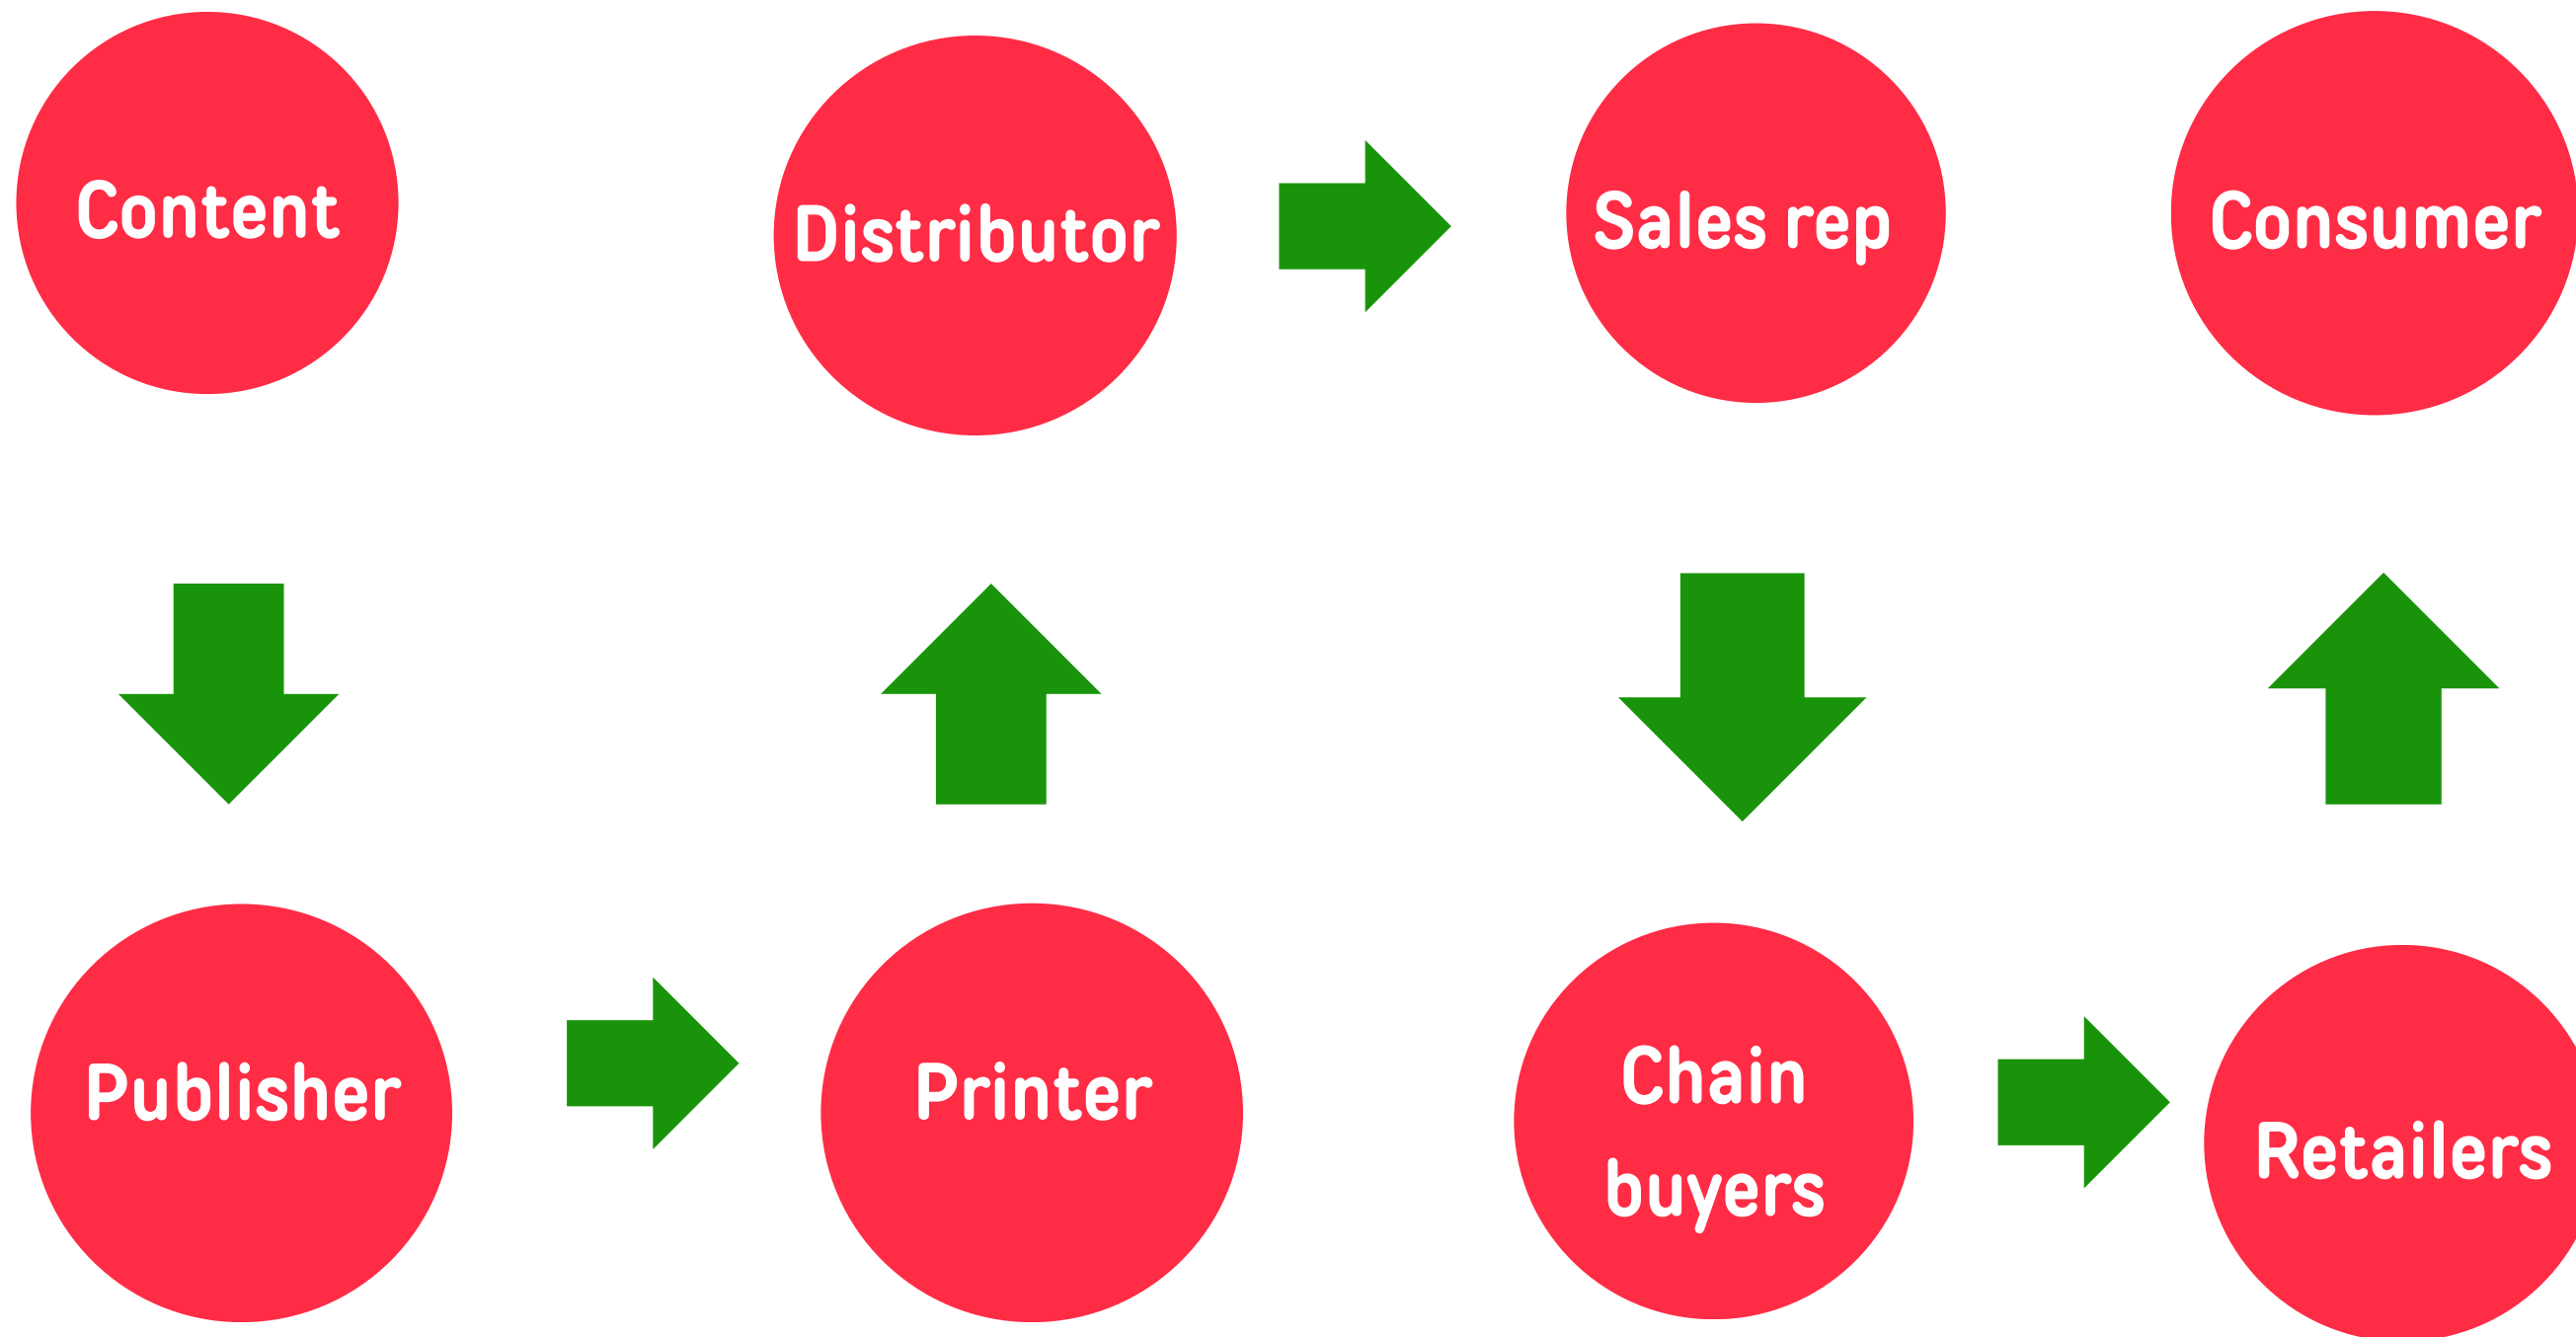 Content
Distributor
Sales rep
Consumer
Publisher
Printer
Chain
buyers
Retailers